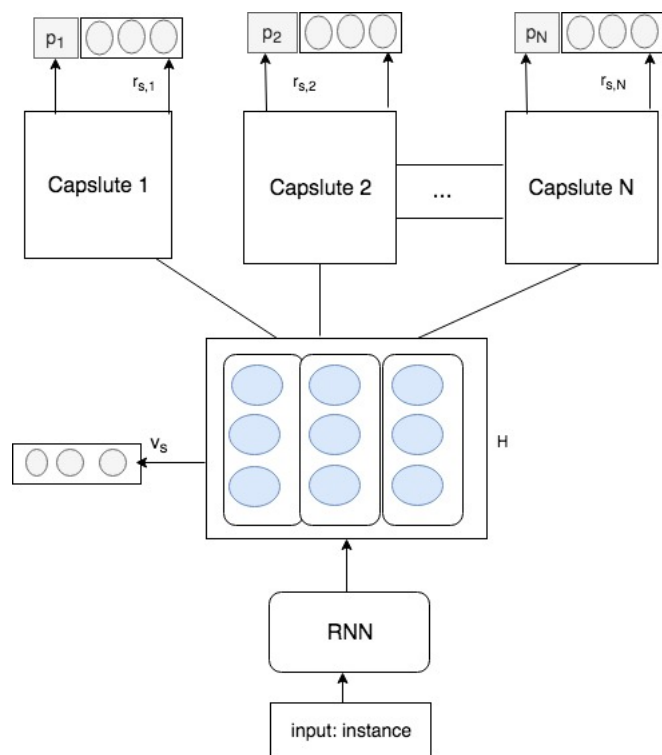 p1 p2 pN
rs,1 rs,2 rs,N
Capslute 1 Capslute 2 ... Capslute N
vs H
RNN
input: instance